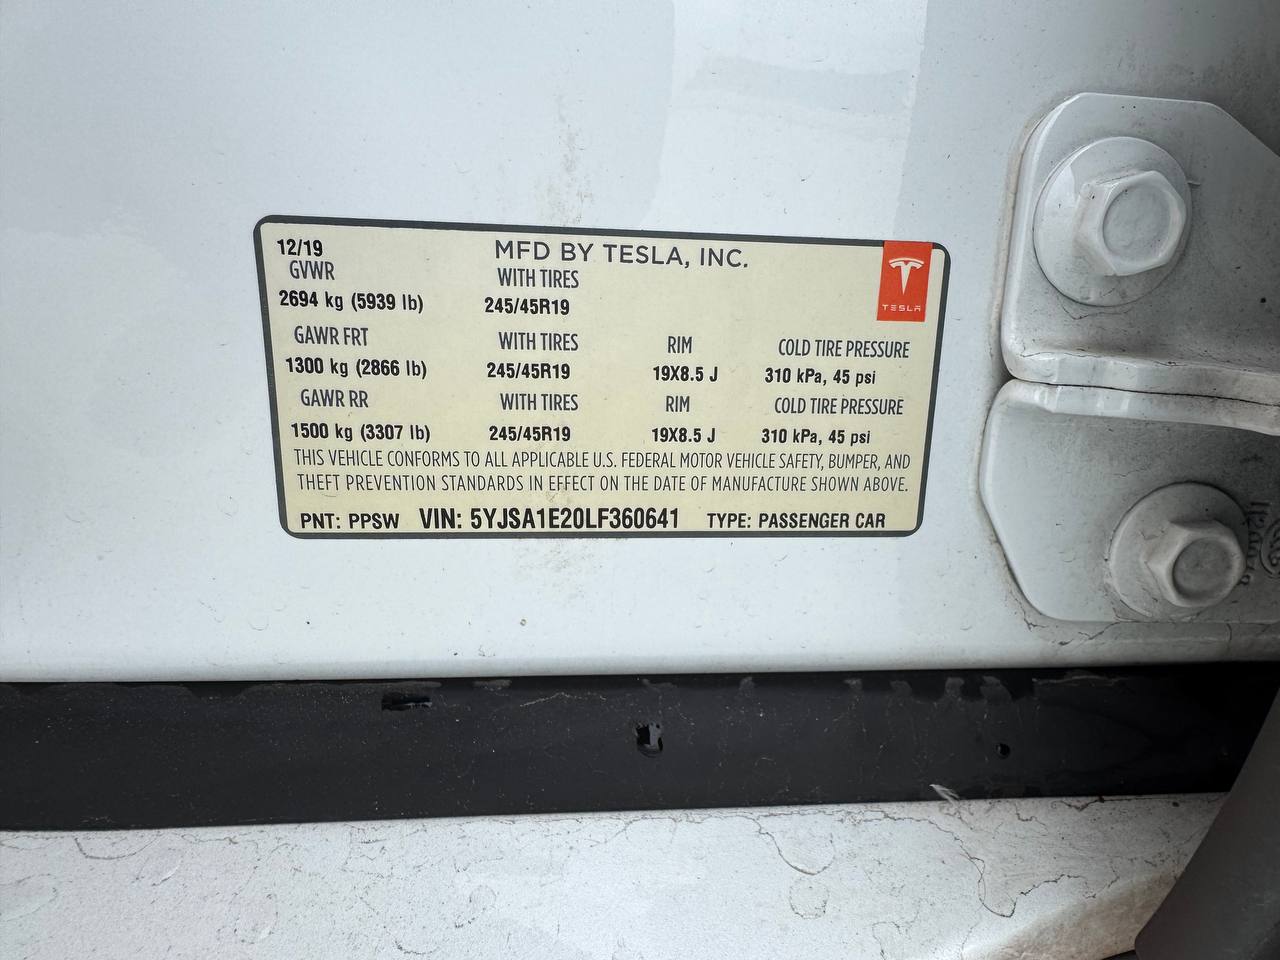 12/19 MFD BY TESLA, INC.
GVWR WITH TIRES
2694 kg (5939 lb) 245/45R19
TESLA
GAWR FRT WITH TIRES RIM COLD TIRE PRESSURE
1300 kg (2866 lb) 245/45R19 19X8.5 J 310 kPa, 45 psi
GAWR RR WITH TIRES RIM COLD TIRE PRESSURE
1500 kg (3307 lb) 245/45R19 19X8.5 J 310 kPa, 45 psi
THIS VEHICLE CONFORMS TO ALL APPLICABLE U.S. FEDERAL MOTOR VEHICLE SAFETY, BUMPER, AND
THEFT PREVENTION STANDARDS IN EFFECT ON THE DATE OF MANUFACTURE SHOWN ABOVE.
PNT: PPSW VIN: 5YJSA1E20LF360641 TYPE: PASSENGER CAR